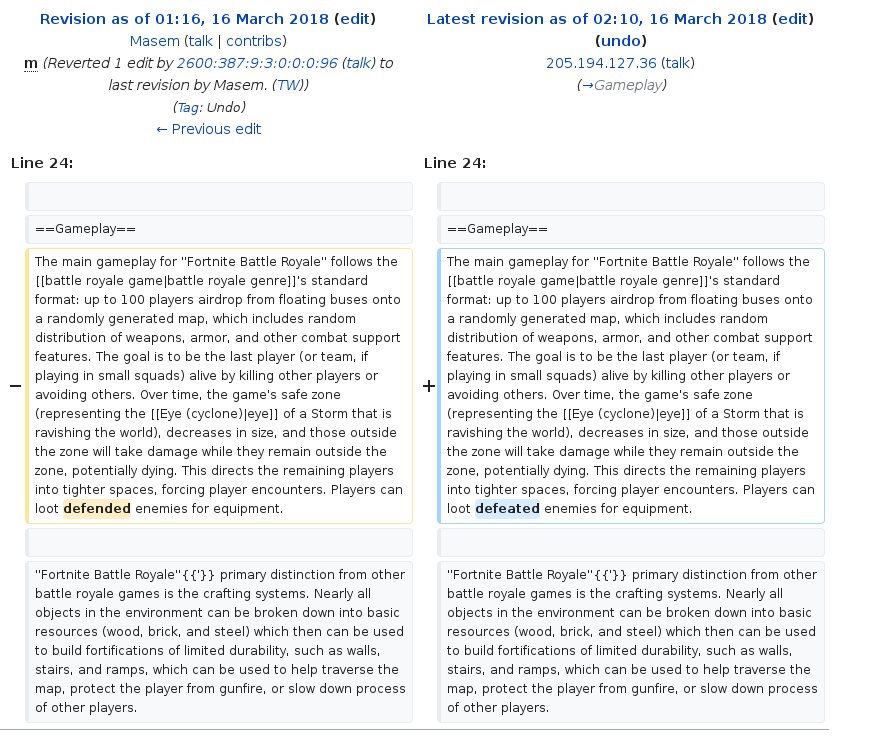 Revision as of 01:16, 16 March 2018 (edit)
Masem (talk | contribs)
m (Reverted 1 edit by 2600:387:9:3:0:0:0:96 (talk) to
last revision by Masem. (TW))
(Tag: Undo)
← Previous edit
Latest revision as of 02:10, 16 March 2018 (edit)
(undo)
205.194.127.36 (talk)
(→Gameplay)
Line 24:
Line 24:
==Gameplay==
==Gameplay==
−
The main gameplay for ''Fortnite Battle Royale'' follows the
[[battle royale game|battle royale genre]]'s standard
format: up to 100 players airdrop from floating buses onto
a randomly generated map, which includes random
distribution of weapons, armor, and other combat support
features. The goal is to be the last player (or team, if
playing in small squads) alive by killing other players or
avoiding others. Over time, the game's safe zone
(representing the [[Eye (cyclone)|eye]] of a Storm that is
ravishing the world), decreases in size, and those outside
the zone will take damage while they remain outside the
zone, potentially dying. This directs the remaining players
into tighter spaces, forcing player encounters. Players can
loot defended enemies for equipment.
+
The main gameplay for ''Fortnite Battle Royale'' follows the
[[battle royale game|battle royale genre]]'s standard
format: up to 100 players airdrop from floating buses onto
a randomly generated map, which includes random
distribution of weapons, armor, and other combat support
features. The goal is to be the last player (or team, if
playing in small squads) alive by killing other players or
avoiding others. Over time, the game's safe zone
(representing the [[Eye (cyclone)|eye]] of a Storm that is
ravishing the world), decreases in size, and those outside
the zone will take damage while they remain outside the
zone, potentially dying. This directs the remaining players
into tighter spaces, forcing player encounters. Players can
loot defeated enemies for equipment.
''Fortnite Battle Royale''{{'}} primary distinction from other
battle royale games is the crafting systems. Nearly all
objects in the environment can be broken down into basic
resources (wood, brick, and steel) which then can be used
to build fortifications of limited durability, such as walls,
stairs, and ramps, which can be used to help traverse the
map, protect the player from gunfire, or slow down process
of other players.
''Fortnite Battle Royale''{{'}} primary distinction from other
battle royale games is the crafting systems. Nearly all
objects in the environment can be broken down into basic
resources (wood, brick, and steel) which then can be used
to build fortifications of limited durability, such as walls,
stairs, and ramps, which can be used to help traverse the
map, protect the player from gunfire, or slow down process
of other players.